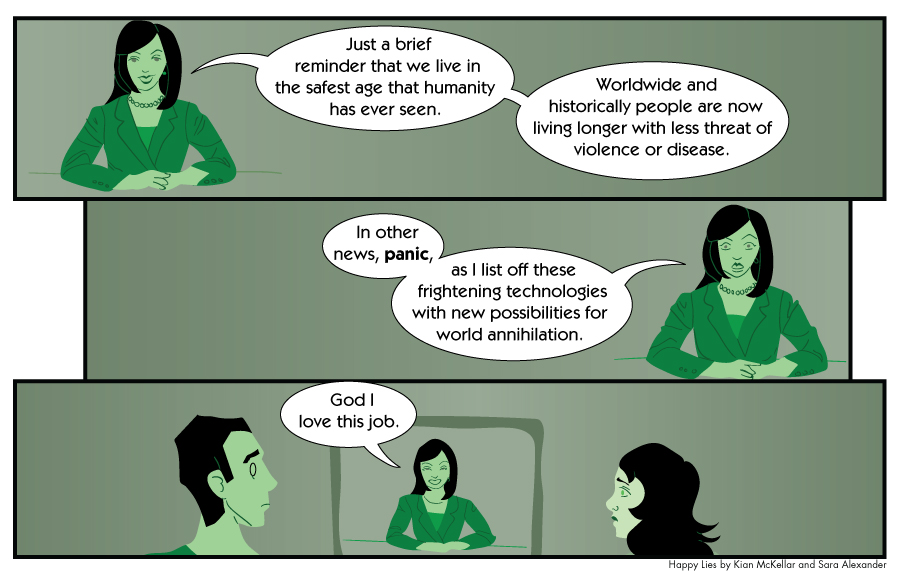 Just a brief
reminder that we live in
the safest age that humanity
has ever seen.
Worldwide and
historically people are now
living longer with less threat of
violence or disease.
In other
news, panic,
as I list off these
frightening technologies
with new possibilities for
world annihilation.
God I
love this job.
Happy Lies by Kian McKellar and Sara Alexander